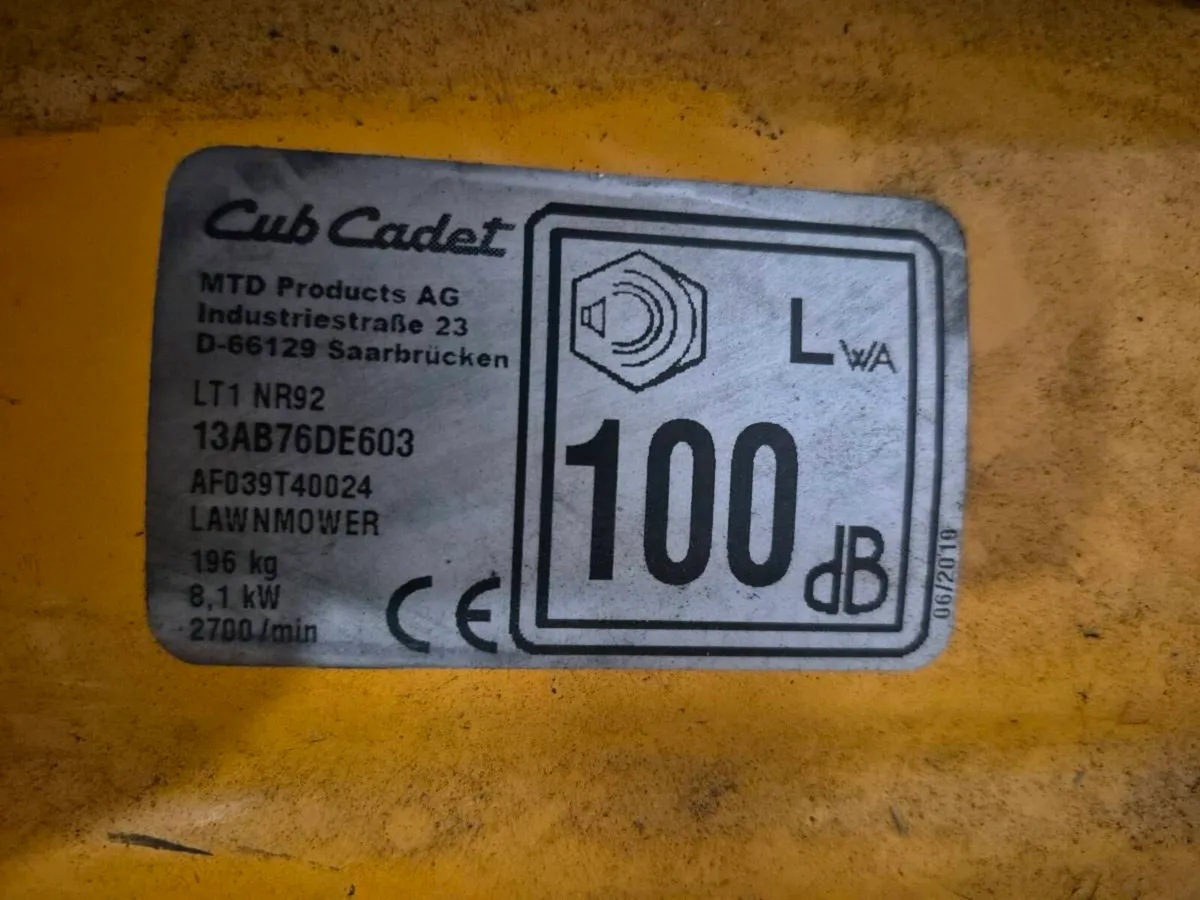 Cub Cadet
MTD Products AG
Industriestraße 23
D-66129 Saarbrücken
LT1 NR92
13AB76DE603
AF039T40024
LAWNMOWER
196 kg
8,1 kW
2700/min
CE
LWA
100
dB
06/2010